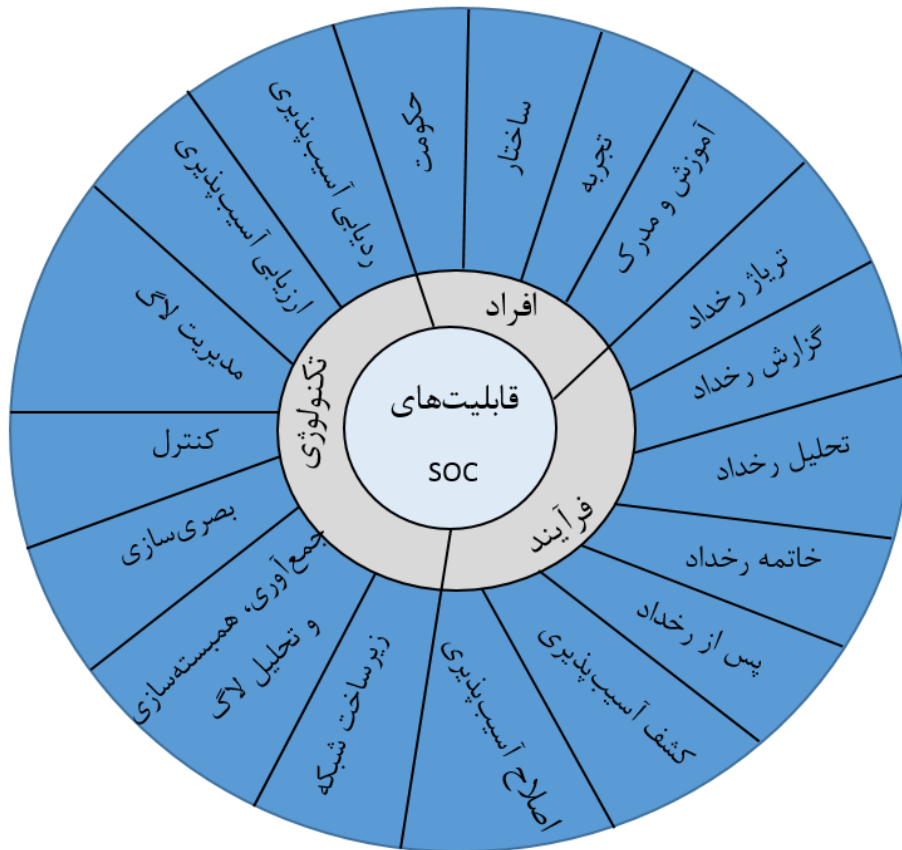 قابلیت‌های
SOC
افراد
فرآیند
تکنولوژی
حکومت
ساختار
تجربه
آموزش و مدرک
تریاژ رخداد
گزارش رخداد
تحلیل رخداد
خاتمه رخداد
پس از رخداد
کشف آسیب‌پذیری
اصلاح آسیب‌پذیری
زیرساخت شبکه
جمع‌آوری، همبسته‌سازی
و تحلیل لاگ
بصری‌سازی
کنترل
مدیریت لاگ
ارزیابی آسیب‌پذیری
ردیابی آسیب‌پذیری